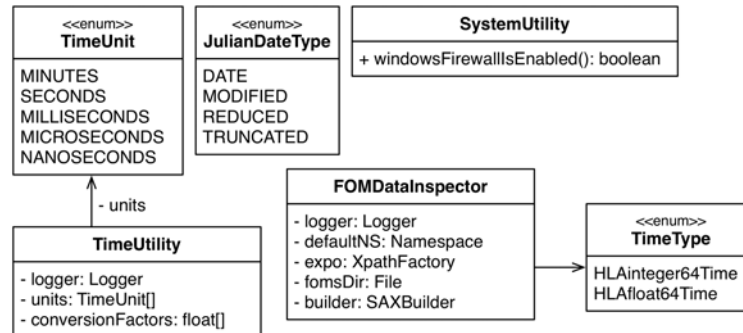 <<enum>>
TimeUnit
MINUTES
SECONDS
MILLISECONDS
MICROSECONDS
NANOSECONDS
<<enum>>
JulianDateType
DATE
MODIFIED
REDUCED
TRUNCATED
SystemUtility
+ windowsFirewallIsEnabled(): boolean
- units
TimeUtility
- logger: Logger
- units: TimeUnit[]
- conversionFactors: float[]
FOMDataInspector
- logger: Logger
- defaultNS: Namespace
- expo: XpathFactory
- fomsDir: File
- builder: SAXBuilder
<<enum>>
TimeType
HLAinteger64Time
HLAfloat64Time